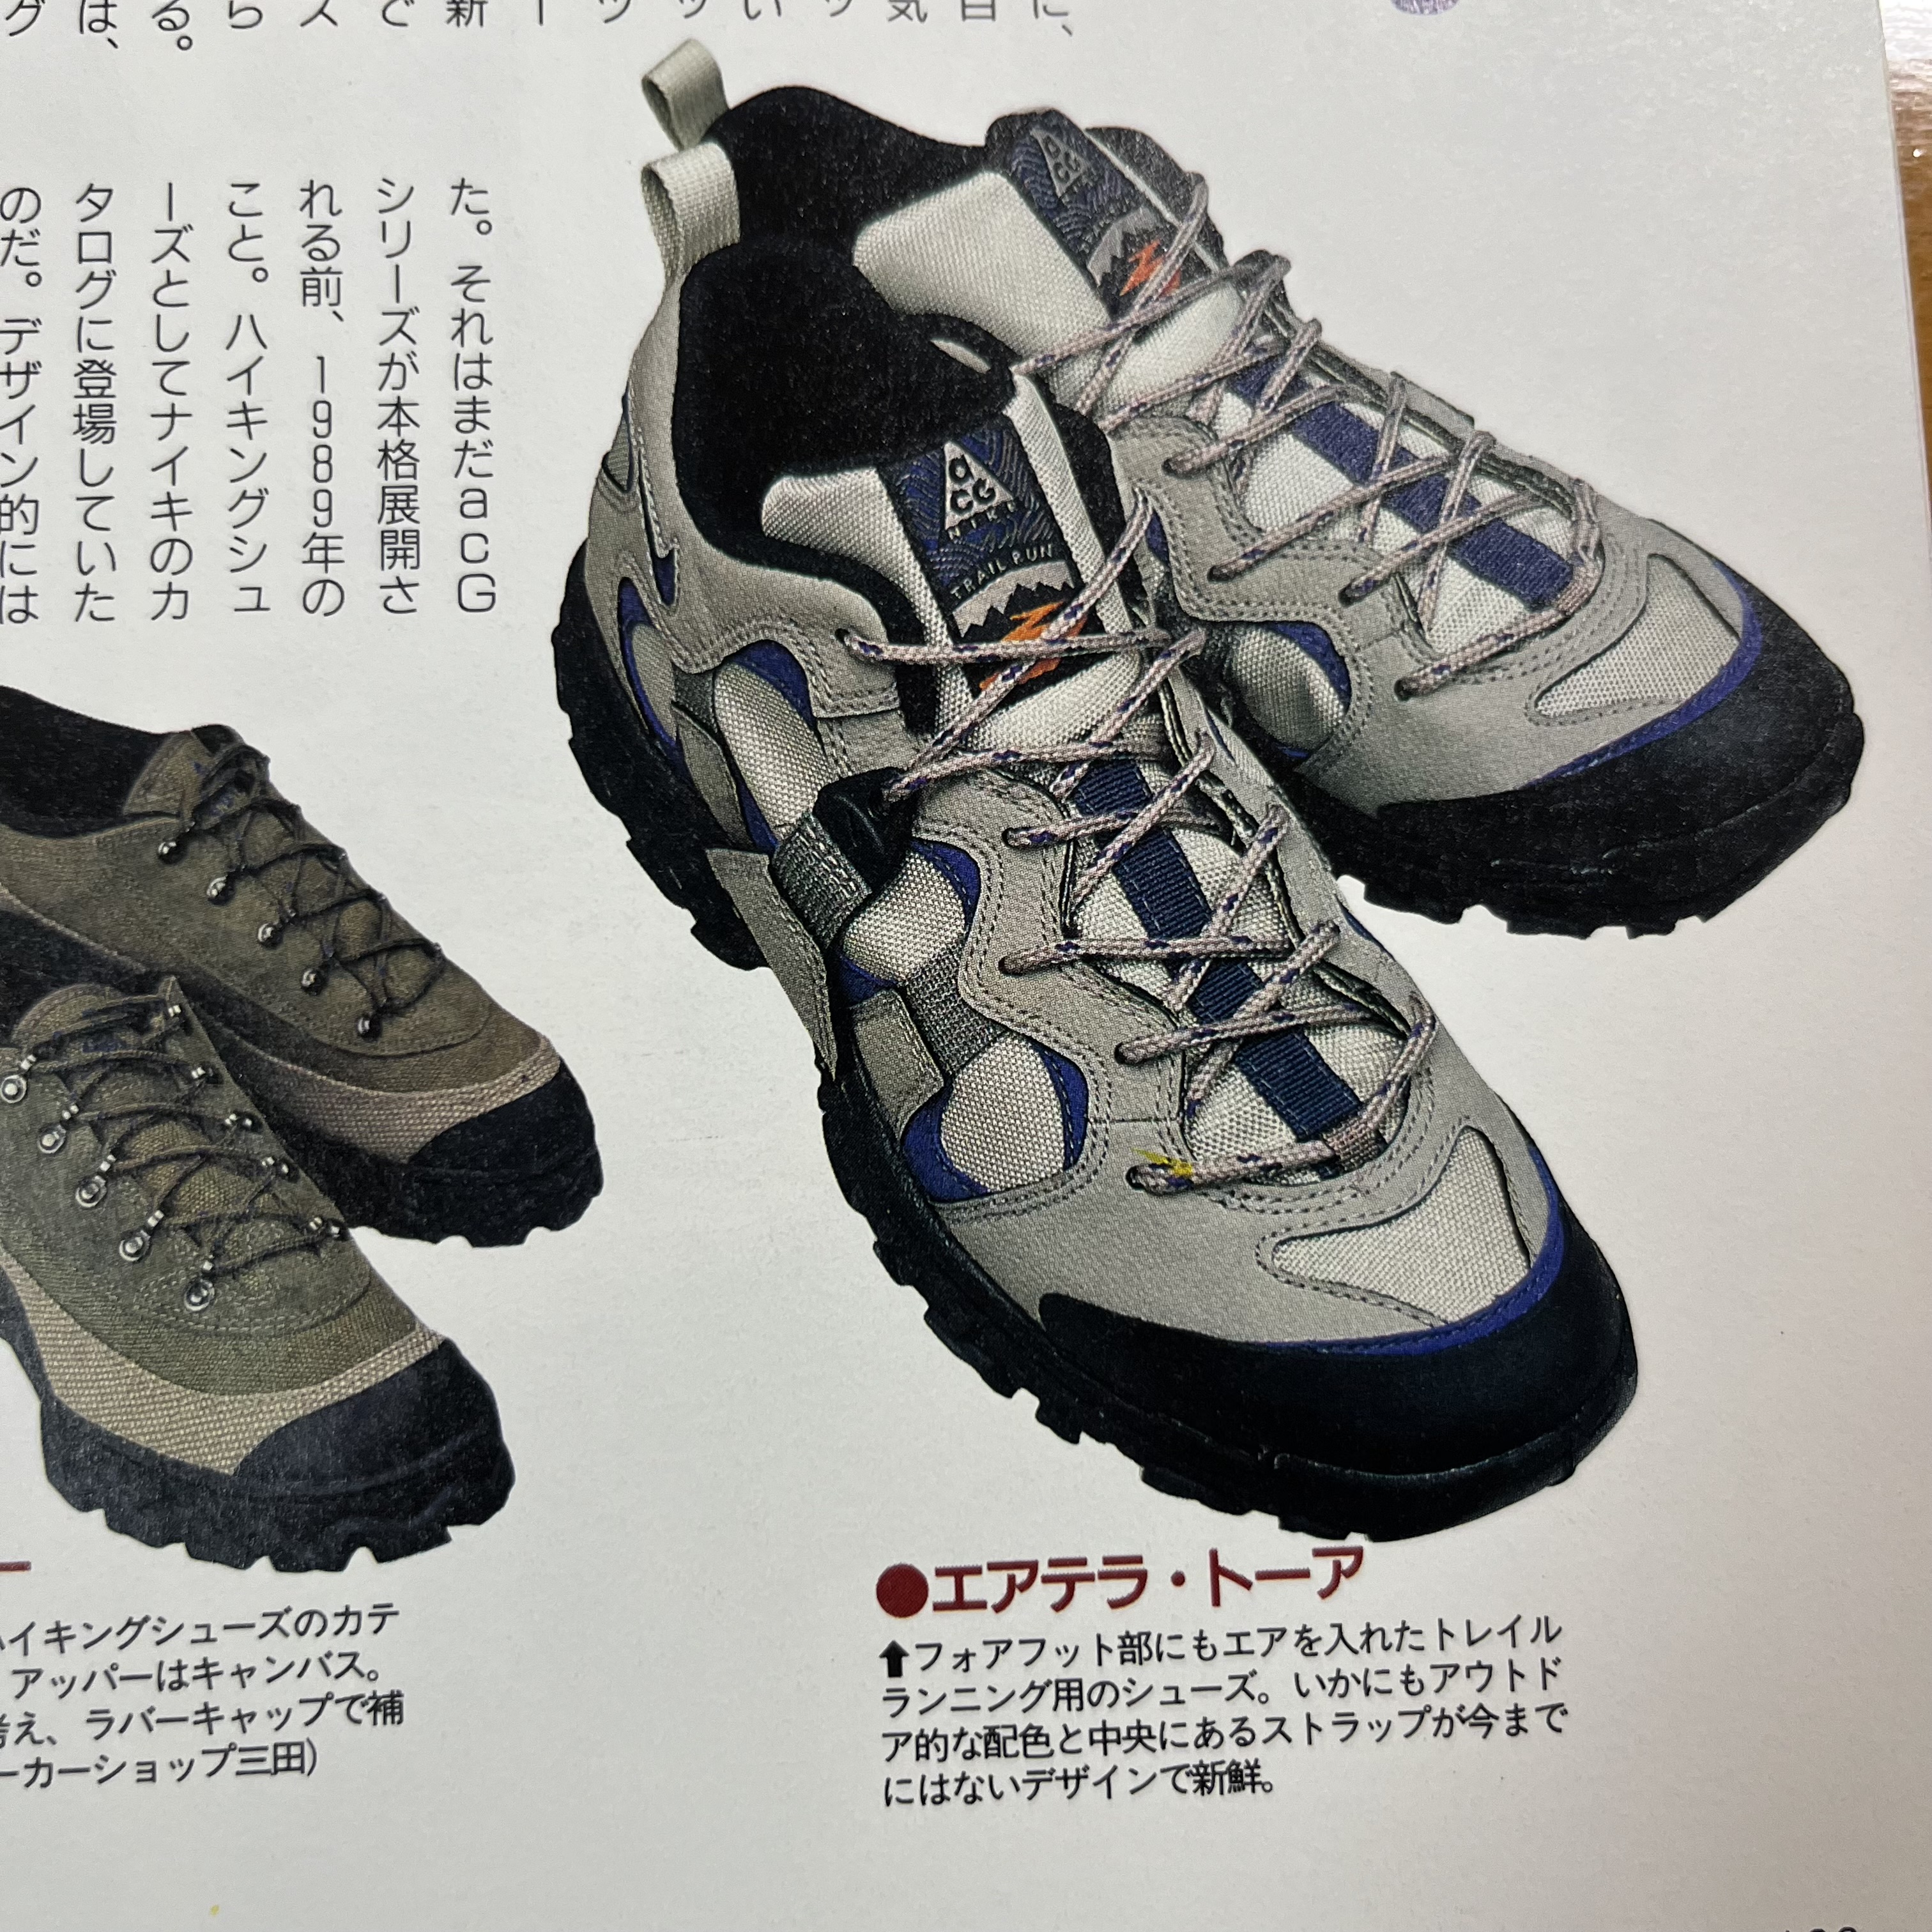 た。それはまだacG
シリーズが本格展開さ
れる前、1989年の
こと。ハイキングシュ
ーズとしてナイキのカ
タログに登場していた
のだ。デザイン的には
aCG
NIKE
TRAIL RUN
aCG
●エアテラ・トーア
⬆フォアフット部にもエアを入れたトレイル
ランニング用のシューズ。いかにもアウトド
ア的な配色と中央にあるストラップが今まで
にはないデザインで新鮮。
ハイキングシューズのカテ
アッパーはキャンバス。
考え、ラバーキャップで補
ーカーショップ三田)